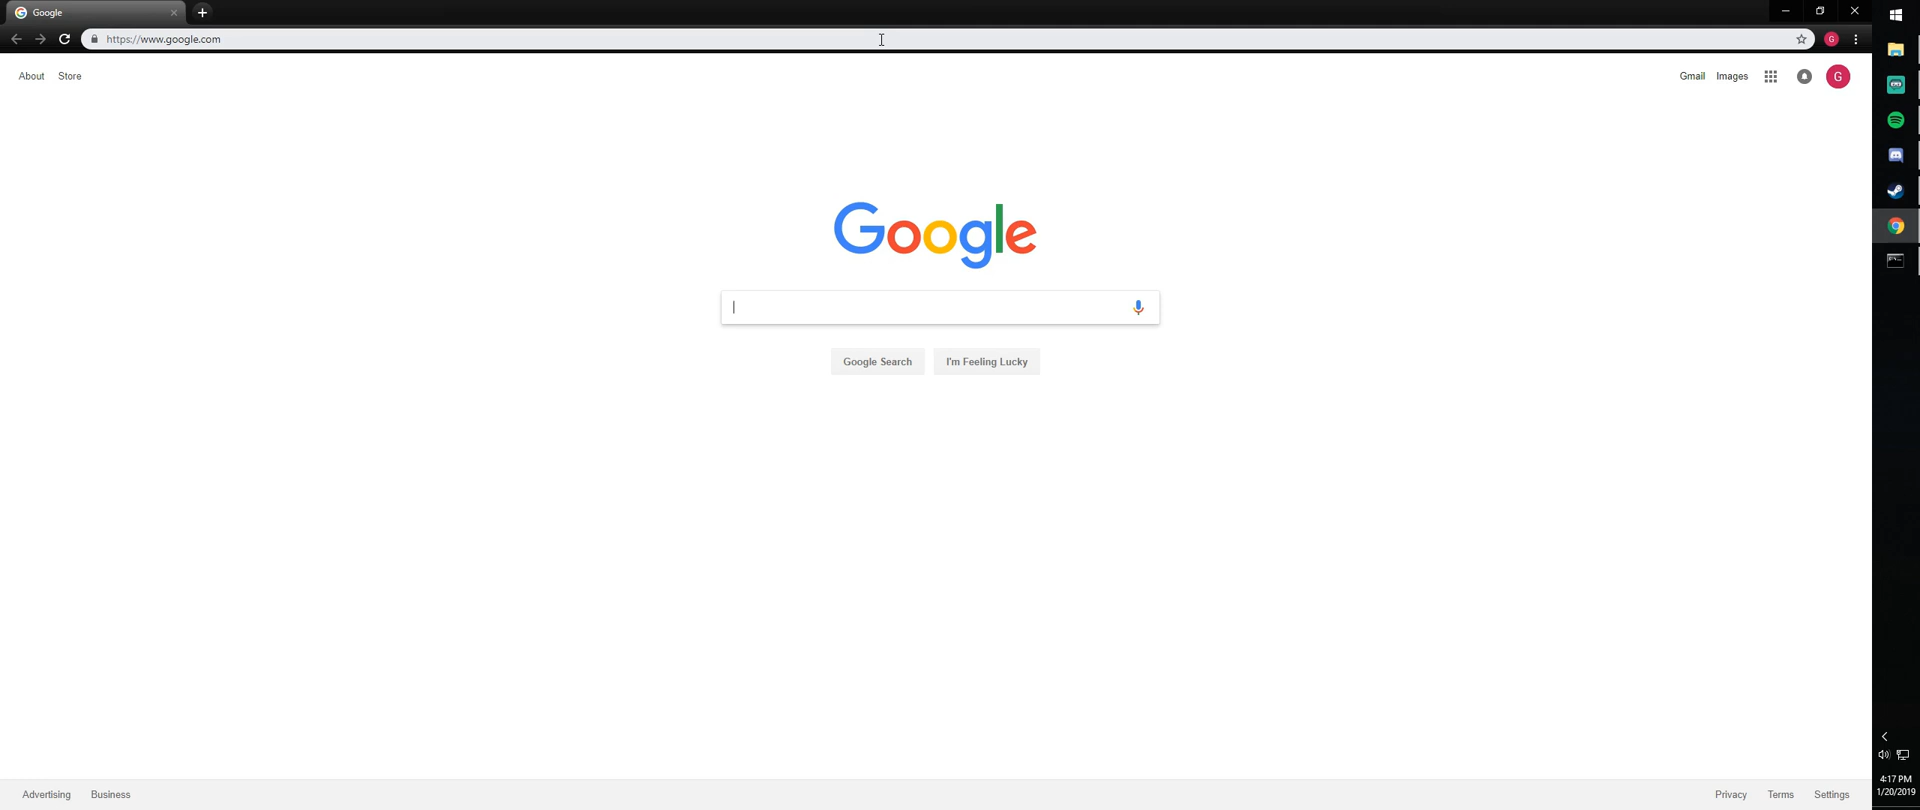 Google
https://www.google.com
About Store
Gmail Images G
Google
Google Search I'm Feeling Lucky
Advertising Business
Privacy Terms Settings
4:17 PM
1/20/2019